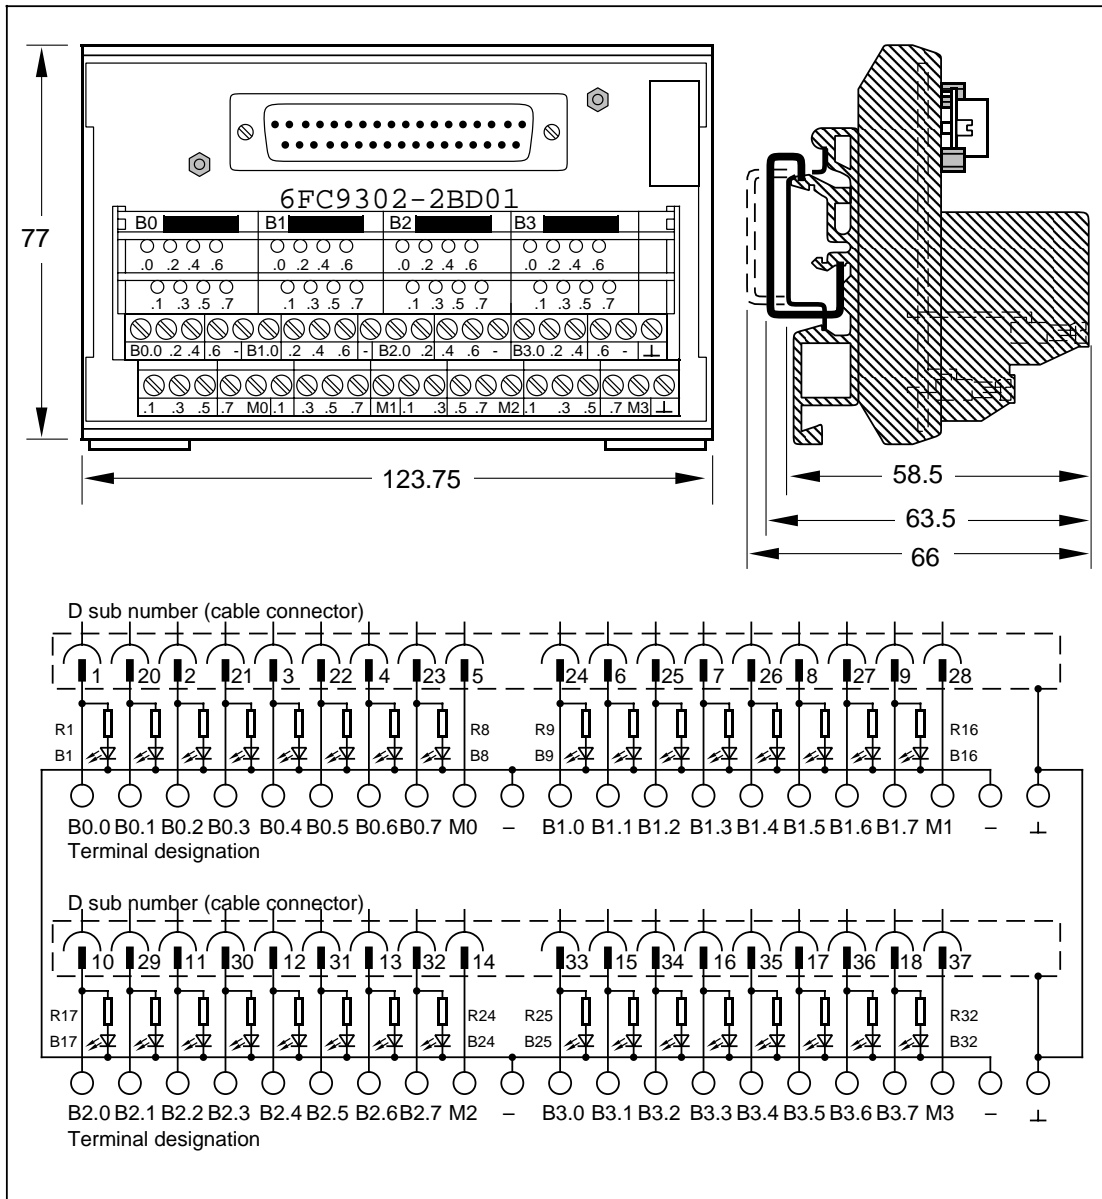 6FC9302-2BD01
B0 B1 B2 B3
77
.0 .2 .4 .6 .0 .2 .4 .6 .0 .2 .4 .6 .0 .2 .4 .6
.1 .3 .5 .7 .1 .3 .5 .7 .1 .3 .5 .7 .1 .3 .5 .7
B0.0 .2 .4 .6 - B1.0 .2 .4 .6 - B2.0 .2 .4 .6 - B3.0 .2 .4 .6 - ⊥
.1 .3 .5 .7 M0 .1 .3 .5 .7 M1 .1 .3 .5 .7 M2 .1 .3 .5 .7 M3 ⊥
123.75
58.5
63.5
66
D sub number (cable connector)
1 20 2 21 3 22 4 23 5 24 6 25 7 26 8 27 9 28
R1 R8 R9 R16
B1 B8 B9 B16
B0.0 B0.1 B0.2 B0.3 B0.4 B0.5 B0.6 B0.7 M0 – B1.0 B1.1 B1.2 B1.3 B1.4 B1.5 B1.6 B1.7 M1 – ⊥
Terminal designation
D sub number (cable connector)
10 29 11 30 12 31 13 32 14 33 15 34 16 35 17 36 18 37
R17 R24 R25 R32
B17 B24 B25 B32
B2.0 B2.1 B2.2 B2.3 B2.4 B2.5 B2.6 B2.7 M2 – B3.0 B3.1 B3.2 B3.3 B3.4 B3.5 B3.6 B3.7 M3 – ⊥
Terminal designation